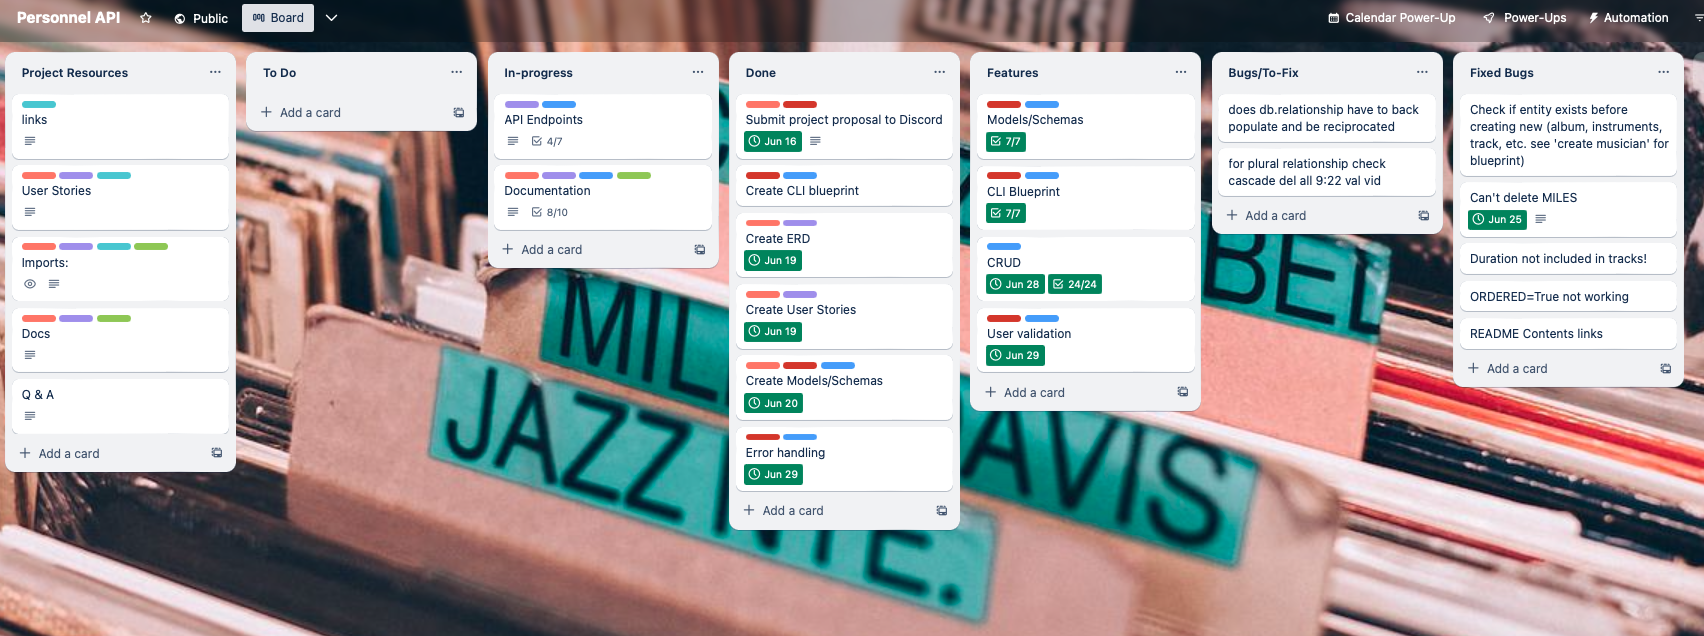 Personnel API
Public
Board
Calendar Power-Up
Power-Ups
Automation
Project Resources
links
User Stories
Imports:
Docs
Q & A
Add a card
To Do
Add a card
In-progress
API Endpoints
4/7
Documentation
8/10
Add a card
Done
Submit project proposal to Discord
Jun 16
Create CLI blueprint
Create ERD
Jun 19
Create User Stories
Jun 19
Create Models/Schemas
Jun 20
Error handling
Jun 29
Add a card
Features
Models/Schemas
7/7
CLI Blueprint
7/7
CRUD
Jun 28
24/24
User validation
Jun 29
Add a card
Bugs/To-Fix
does db.relationship have to back
populate and be reciprocated
for plural relationship check
cascade del all 9:22 val vid
Add a card
Fixed Bugs
Check if entity exists before
creating new (album, instruments,
track, etc. see 'create musician' for
blueprint)
Can't delete MILES
Jun 25
Duration not included in tracks!
ORDERED=True not working
README Contents links
Add a card
CLASSICS
MIL
AVIS
JAZZ